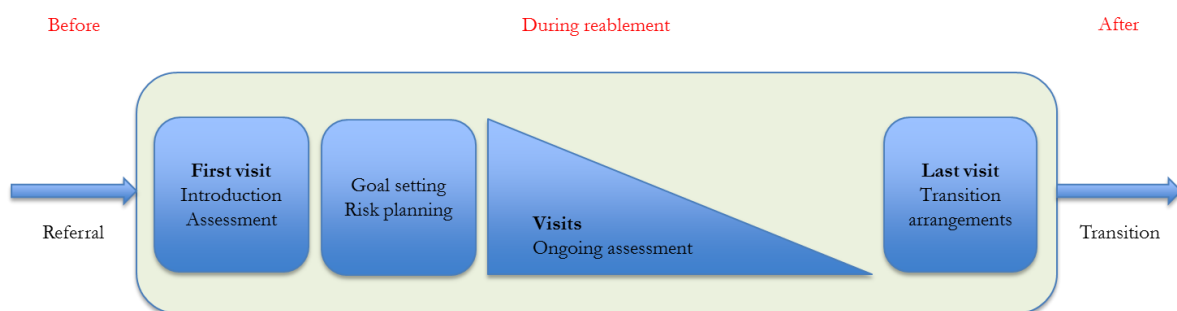 Before
During reablement
After
First visit
Introduction
Assessment
Goal setting
Risk planning
Visits
Ongoing assessment
Last visit
Transition
arrangements
Referral
Transition